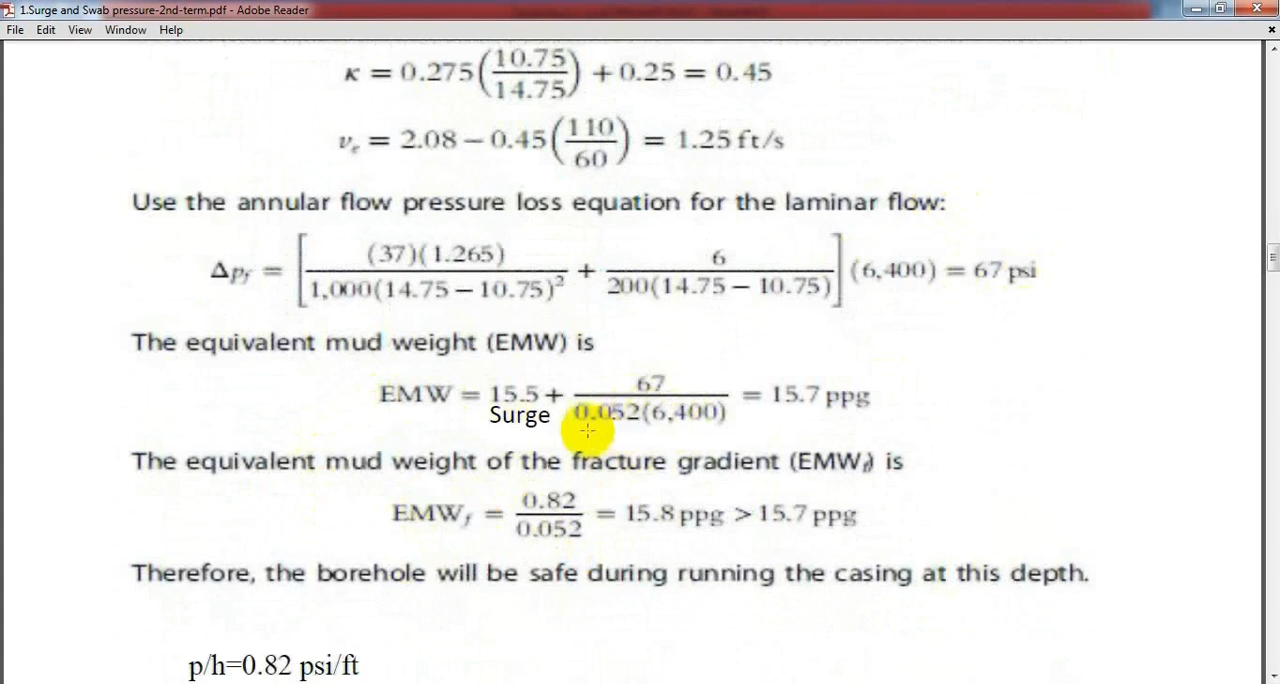 1.Surge and Swab pressure-2nd-term.pdf - Adobe Reader
File Edit View Window Help
κ = 0.275(10.75/14.75) + 0.25 = 0.45
νₑ = 2.08 – 0.45(110/60) = 1.25 ft/s
Use the annular flow pressure loss equation for the laminar flow:
Δp_f = [(37)(1.265)/1,000(14.75 – 10.75)² + 6/200(14.75 – 10.75)] (6,400) = 67 psi
The equivalent mud weight (EMW) is
EMW = 15.5 + 67/0.052(6,400) = 15.7 ppg
Surge
The equivalent mud weight of the fracture gradient (EMW_f) is
EMW_f = 0.82/0.052 = 15.8 ppg > 15.7 ppg
Therefore, the borehole will be safe during running the casing at this depth.
p/h=0.82 psi/ft